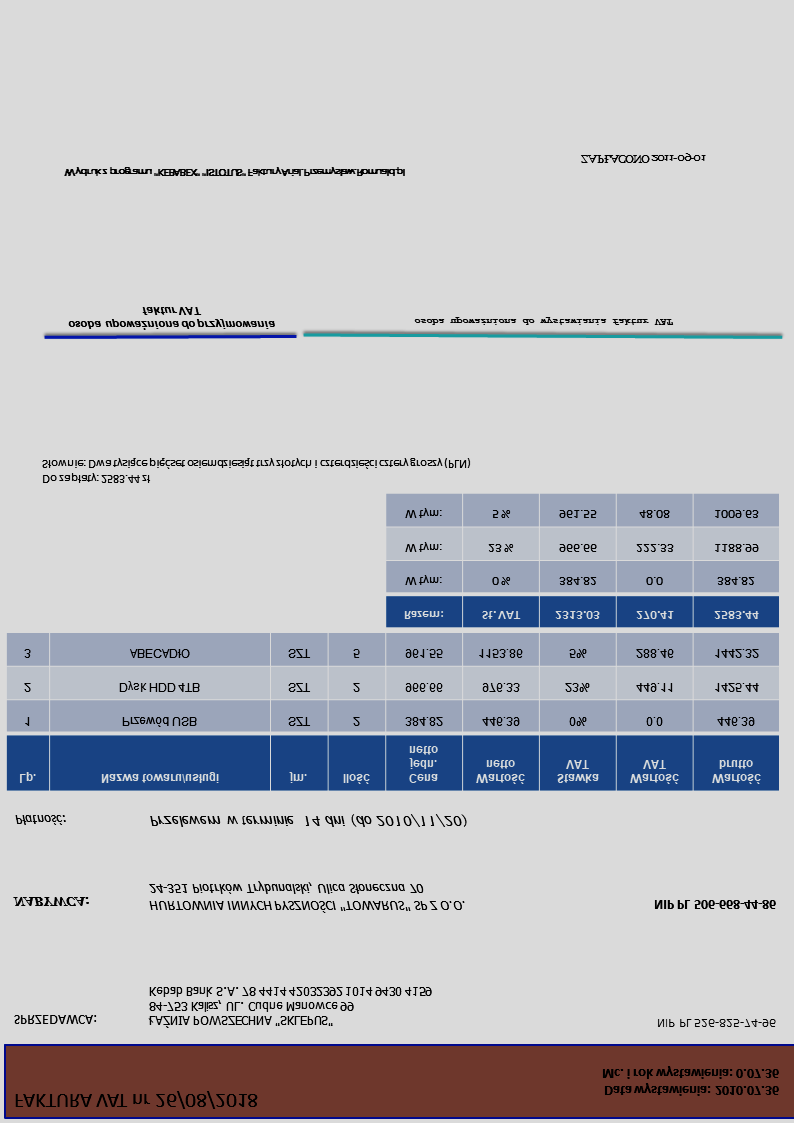 FAKTURA VAT nr 26/08/2018
Data wystawienia: 2010.07.36
Mc. i rok wystawienia: 0.07.36
SPRZEDAWCA:
ŁAŹNIA POWSZECHNA "SKLEPUS"
84-753 Kalisz, UL. Cudne Manowce 99
Kebab Bank S.A. 78 4414 42032392 1014 9430 4159
NIP PL 526-825-74-96
NABYWCA:
HURTOWNIA INNYCH PYSZNOŚCI "TOWARUS" SP Z O.O.
24-351 Piotrków Trybunalski, Ulica Słoneczna 70
NIP PL 506-668-44-86
Płatność: Przelewem w terminie 14 dni (do 2010/11/20)
Lp. Nazwa towaru/usługi jm. Ilość Cena jedn. netto Wartość netto Stawka VAT Wartość VAT Wartość brutto
1 Przewód USB SZT 2 384.82 446.39 0% 0.0 446.39
2 Dysk HDD 4TB SZT 2 966.66 976.33 23% 449.11 1425.44
3 ABECADŁO SZT 5 961.55 1153.86 5% 288.46 1442.32
Razem: St. VAT 2313.03 270.41 2583.44
W tym: 0 % 384.82 0.0 384.82
W tym: 23 % 966.66 222.33 1188.99
W tym: 5 % 961.55 48.08 1009.63
Do zapłaty: 2583.44 zł
Słownie: Dwa tysiące pięćset osiemdziesiąt trzy złotych i czterdzieści cztery groszy (PLN)
osoba upoważniona do przyjmowania
faktur VAT
osoba upoważniona do wystawiania faktur VAT
Wydruk z programu "KEBABEX" "ISTOTUS" Faktury Arial.Przemyslaw.Romuald.pl
ZAPŁACONO 2011-09-01